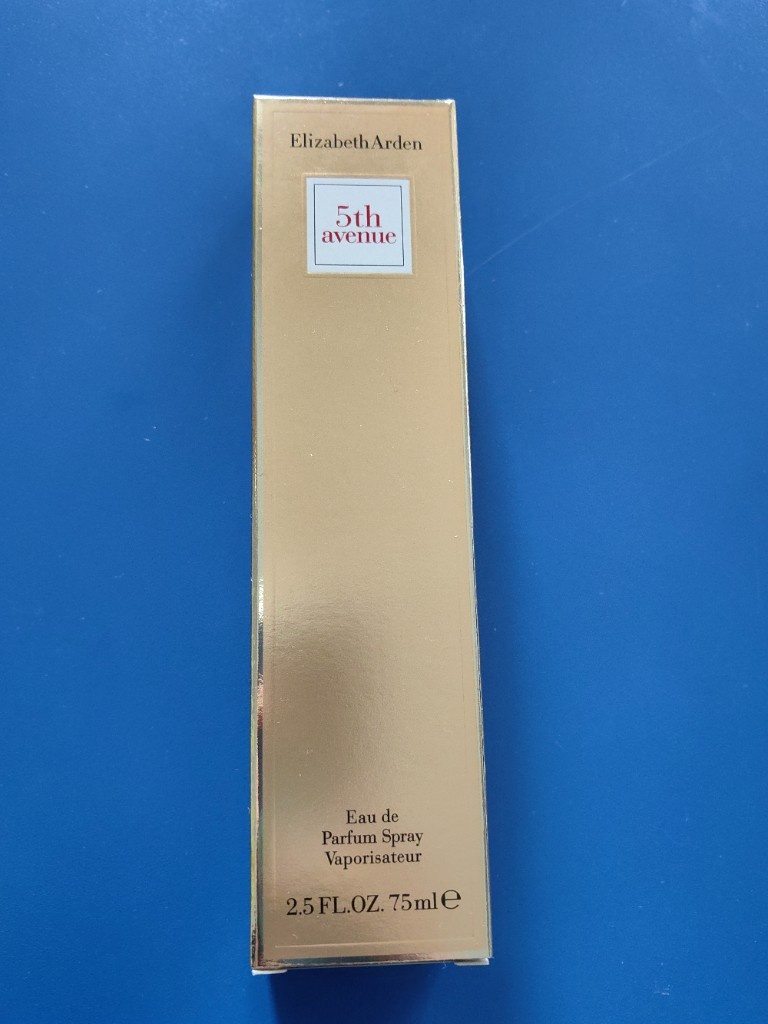 ElizabethArden
5th
avenue
Eau de
Parfum Spray
Vaporisateur
2.5 FL.OZ. 75ml ℮